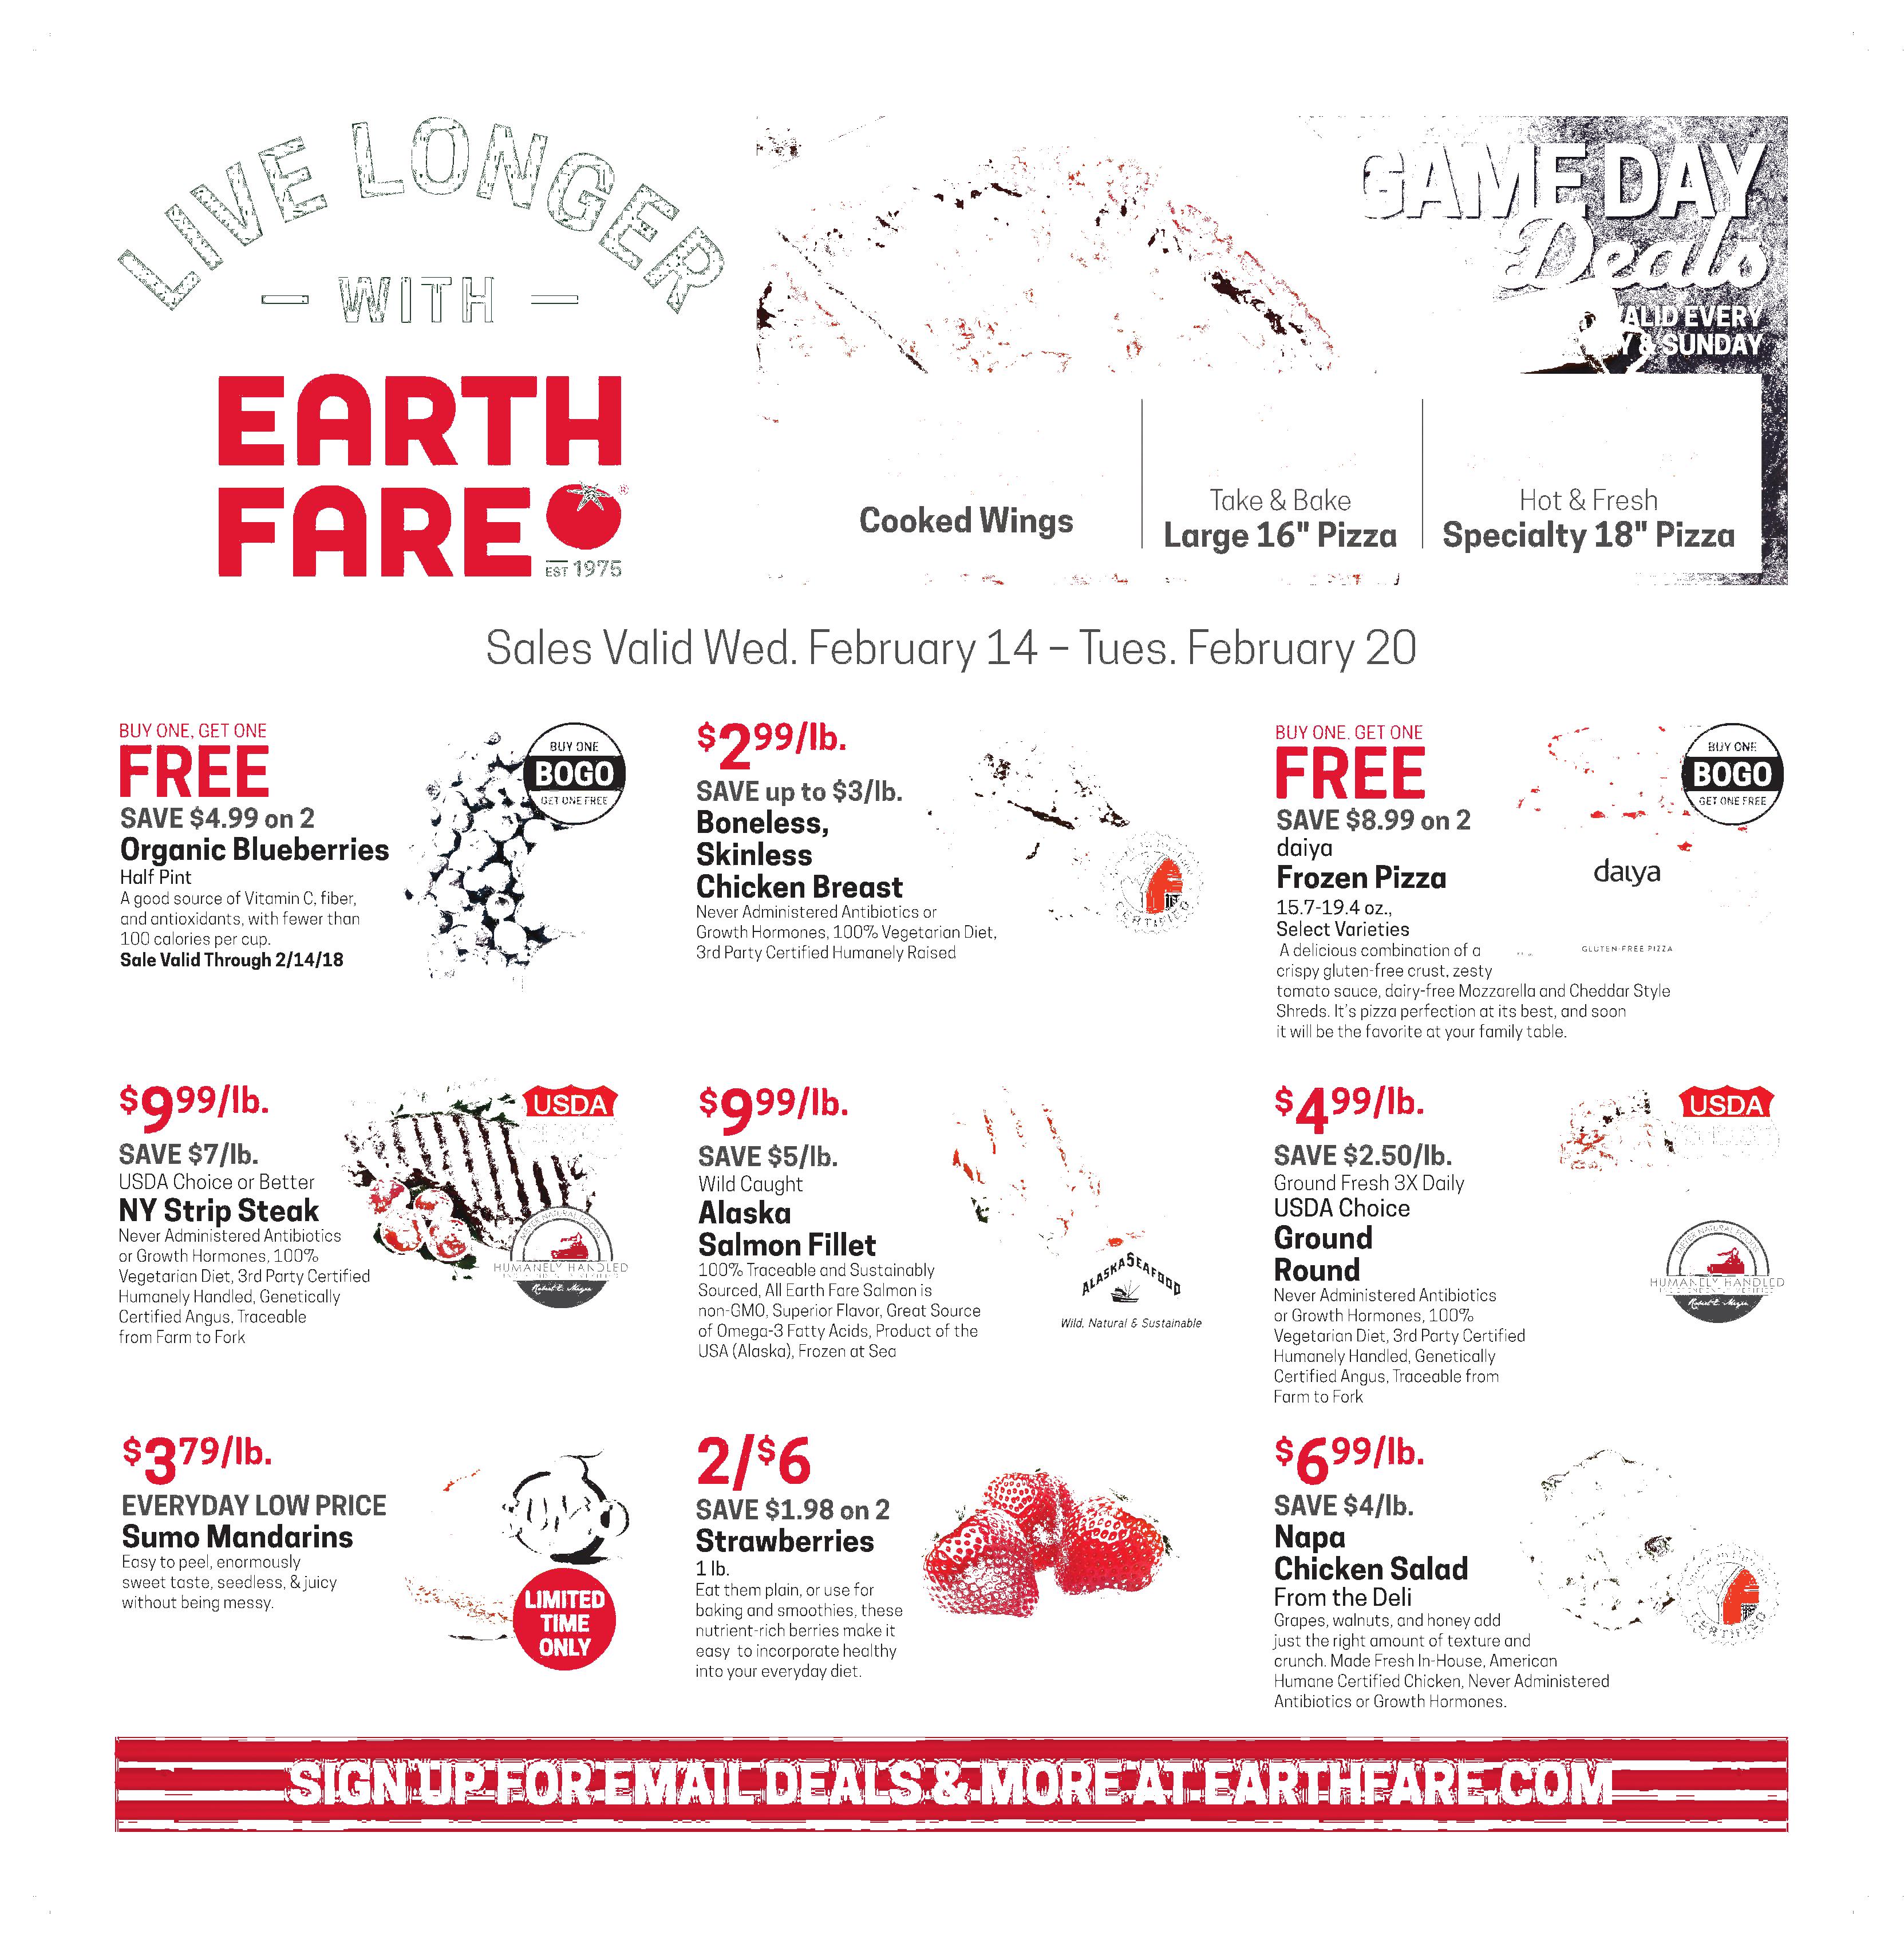 LIVE LONGER
WITH
EARTH
FARE®
EST 1975
GAME DAY
Deals
VALID EVERY
Y & SUNDAY
Cooked Wings
Take & Bake
Large 16" Pizza
Hot & Fresh
Specialty 18" Pizza
Sales Valid Wed. February 14 – Tues. February 20
BUY ONE, GET ONE
FREE
SAVE $4.99 on 2
Organic Blueberries
Half Pint
A good source of Vitamin C, fiber,
and antioxidants, with fewer than
100 calories per cup.
Sale Valid Through 2/14/18
BUY ONE
BOGO
GET ONE FREE
$2 99/lb.
SAVE up to $3/lb.
Boneless,
Skinless
Chicken Breast
Never Administered Antibiotics or
Growth Hormones, 100% Vegetarian Diet,
3rd Party Certified Humanely Raised
CERTIFIED
BUY ONE, GET ONE
FREE
SAVE $8.99 on 2
daiya
Frozen Pizza
15.7-19.4 oz.,
Select Varieties
A delicious combination of a
crispy gluten-free crust, zesty
tomato sauce, dairy-free Mozzarella and Cheddar Style
Shreds. It's pizza perfection at its best, and soon
it will be the favorite at your family table.
BUY ONE
BOGO
GET ONE FREE
daiya
GLUTEN-FREE PIZZA
$9 99/lb.
SAVE $7/lb.
USDA Choice or Better
NY Strip Steak
Never Administered Antibiotics
or Growth Hormones, 100%
Vegetarian Diet, 3rd Party Certified
Humanely Handled, Genetically
Certified Angus, Traceable
from Farm to Fork
USDA
MEYER NATURAL FOODS
HUMANELY HANDLED
$9 99/lb.
SAVE $5/lb.
Wild Caught
Alaska
Salmon Fillet
100% Traceable and Sustainably
Sourced, All Earth Fare Salmon is
non-GMO, Superior Flavor, Great Source
of Omega-3 Fatty Acids, Product of the
USA (Alaska), Frozen at Sea
ALASKA SEAFOOD
Wild, Natural & Sustainable
$4 99/lb.
SAVE $2.50/lb.
Ground Fresh 3X Daily
USDA Choice
Ground
Round
Never Administered Antibiotics
or Growth Hormones, 100%
Vegetarian Diet, 3rd Party Certified
Humanely Handled, Genetically
Certified Angus, Traceable from
Farm to Fork
USDA
MEYER NATURAL FOODS
HUMANELY HANDLED
$3 79/lb.
EVERYDAY LOW PRICE
Sumo Mandarins
Easy to peel, enormously
sweet taste, seedless, & juicy
without being messy.
LIMITED
TIME
ONLY
2/$6
SAVE $1.98 on 2
Strawberries
1 lb.
Eat them plain, or use for
baking and smoothies, these
nutrient-rich berries make it
easy to incorporate healthy
into your everyday diet.
$6 99/lb.
SAVE $4/lb.
Napa
Chicken Salad
From the Deli
Grapes, walnuts, and honey add
just the right amount of texture and
crunch. Made Fresh In-House, American
Humane Certified Chicken, Never Administered
Antibiotics or Growth Hormones.
CERTIFIED
SIGN UP FOR EMAIL DEALS & MORE AT EARTHFARE.COM